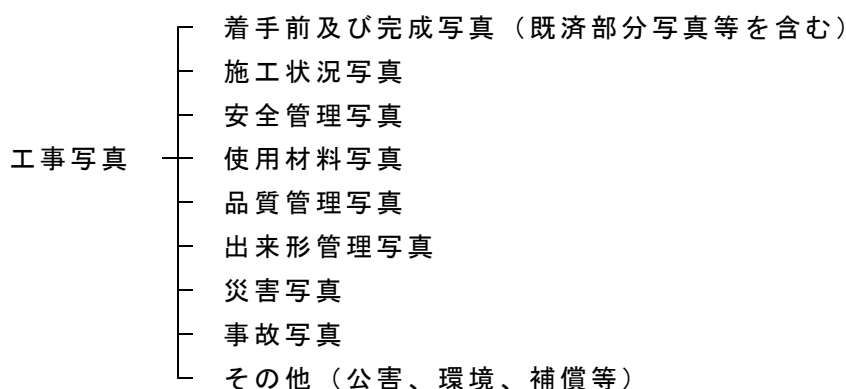 着手前及び完成写真（既済部分写真等を含む）
施工状況写真
安全管理写真
工事写真 使用材料写真
品質管理写真
出来形管理写真
災害写真
事故写真
その他（公害、環境、補償等）